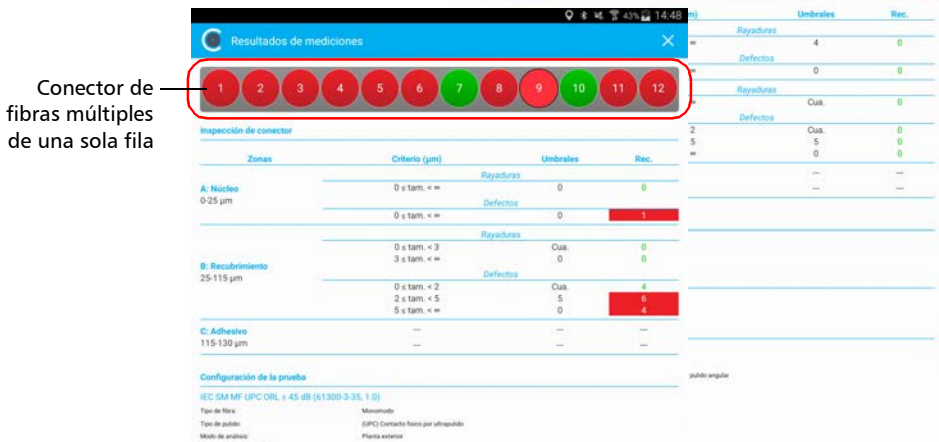 43% 14:48
Resultados de mediciones
Conector de
fibras múltiples
de una sola fila
1 2 3 4 5 6 7 8 9 10 11 12
Inspección de conector
Zonas Criterio (µm) Umbrales Rec.
Rayaduras
A: Núcleo 0 ≤ tam. < ∞ 0 0
0-25 µm
Defectos
0 ≤ tam. < ∞ 0 1
Rayaduras
0 ≤ tam. < 3 Cua. 0
3 ≤ tam. < ∞ 0 0
B: Recubrimiento
25-115 µm
Defectos
0 ≤ tam. < 2 Cua. 4
2 ≤ tam. < 5 5 6
5 ≤ tam. < ∞ 0 4
C: Adhesivo --- --- ---
115-130 µm --- --- ---
Configuración de la prueba
IEC SM MF UPC ORL ≥ 45 dB (61300-3-35, 1.0)
Tipo de fibra: Monomodo
Tipo de pulido: (UPC) Contacto físico por ultrapulido
Modo de análisis: Planta exterior
m) Umbrales Rec.
Rayaduras
∞ 4 0
Defectos
∞ 0 0
Rayaduras
∞ Cua. 0
Defectos
2 Cua. 0
5 5 0
∞ 0 0
--- ---
--- ---
pulido angular